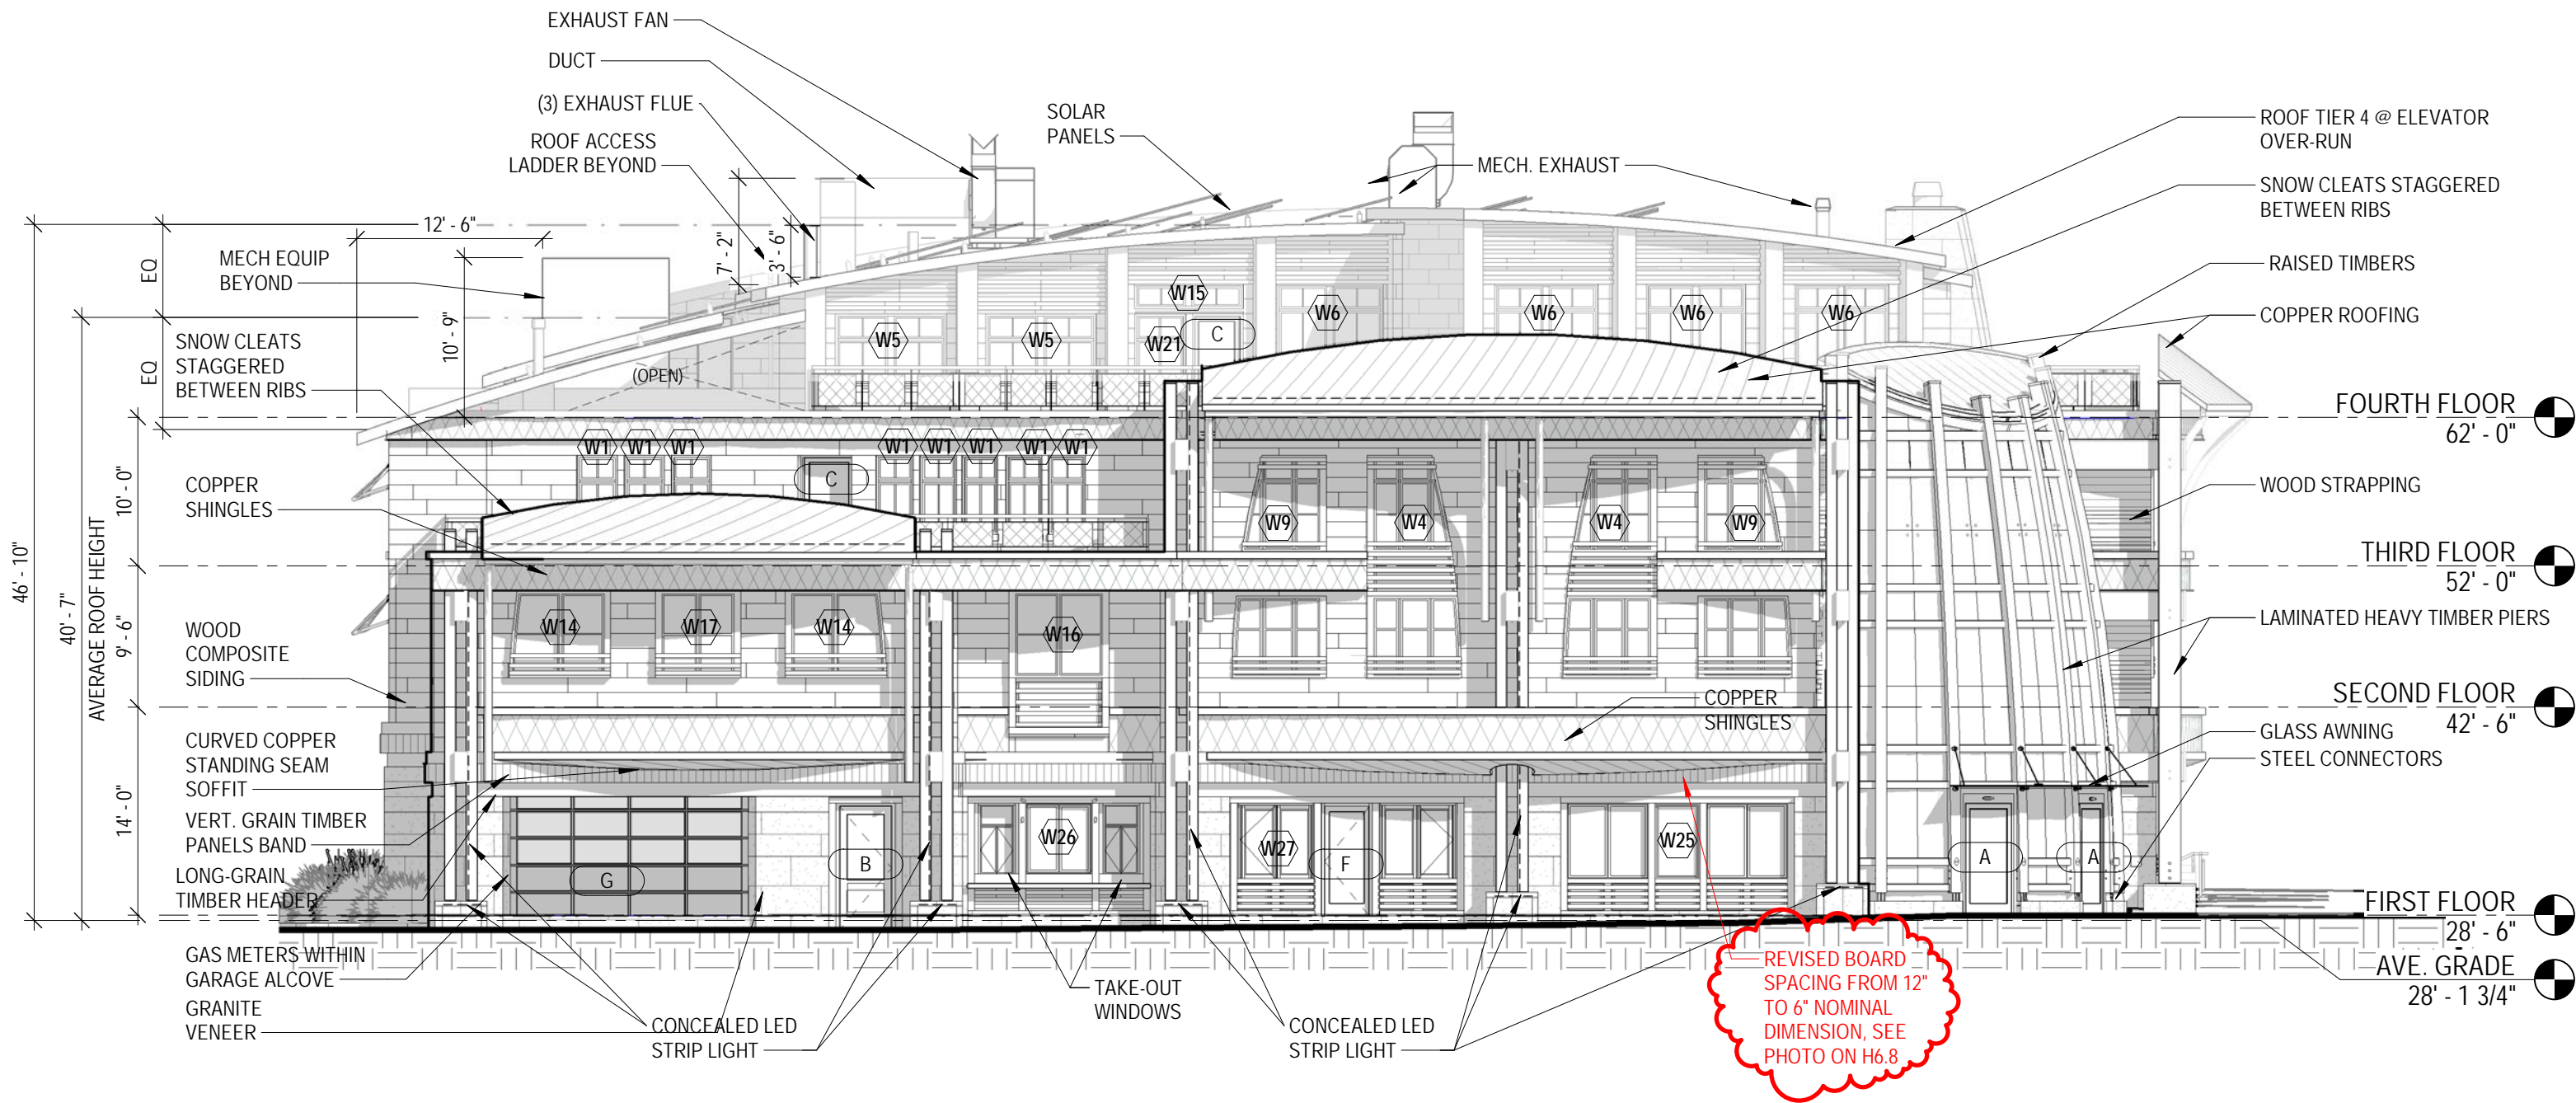 EXHAUST FAN
DUCT
(3) EXHAUST FLUE
ROOF ACCESS
LADDER BEYOND
SOLAR
PANELS
MECH. EXHAUST
ROOF TIER 4 @ ELEVATOR
OVER-RUN
SNOW CLEATS STAGGERED
BETWEEN RIBS
RAISED TIMBERS
COPPER ROOFING
12' - 6"
7' - 2"
3' - 6"
EQ
EQ
10' - 9"
MECH EQUIP
BEYOND
SNOW CLEATS
STAGGERED
BETWEEN RIBS
(OPEN)
W5
W5
W15
W21
C
W6
W6
W6
W6
FOURTH FLOOR
62' - 0"
W1
W1
W1
C
W1
W1
W1
W1
W1
COPPER
SHINGLES
WOOD STRAPPING
W9
W4
W4
W9
46' - 10"
40' - 7"
AVERAGE ROOF HEIGHT
10' - 0"
9' - 6"
14' - 0"
THIRD FLOOR
52' - 0"
W14
W17
W14
W16
LAMINATED HEAVY TIMBER PIERS
WOOD
COMPOSITE
SIDING
COPPER
SHINGLES
SECOND FLOOR
42' - 6"
GLASS AWNING
STEEL CONNECTORS
CURVED COPPER
STANDING SEAM
SOFFIT
VERT. GRAIN TIMBER
PANELS BAND
LONG-GRAIN
TIMBER HEADER
G
B
W26
W27
F
W25
A
A
FIRST FLOOR
28' - 6"
AVE. GRADE
28' - 1 3/4"
GAS METERS WITHIN
GARAGE ALCOVE
GRANITE
VENEER
CONCEALED LED
STRIP LIGHT
TAKE-OUT
WINDOWS
CONCEALED LED
STRIP LIGHT
REVISED BOARD
SPACING FROM 12"
TO 6" NOMINAL
DIMENSION, SEE
PHOTO ON H6.8